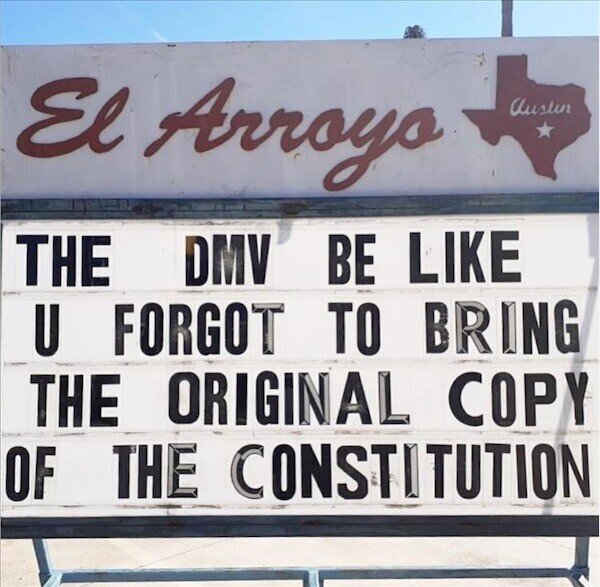 El Arroyo
Austin
THE DMV BE LIKE
U FORGOT TO BRING
THE ORIGINAL COPY
OF THE CONSTITUTION